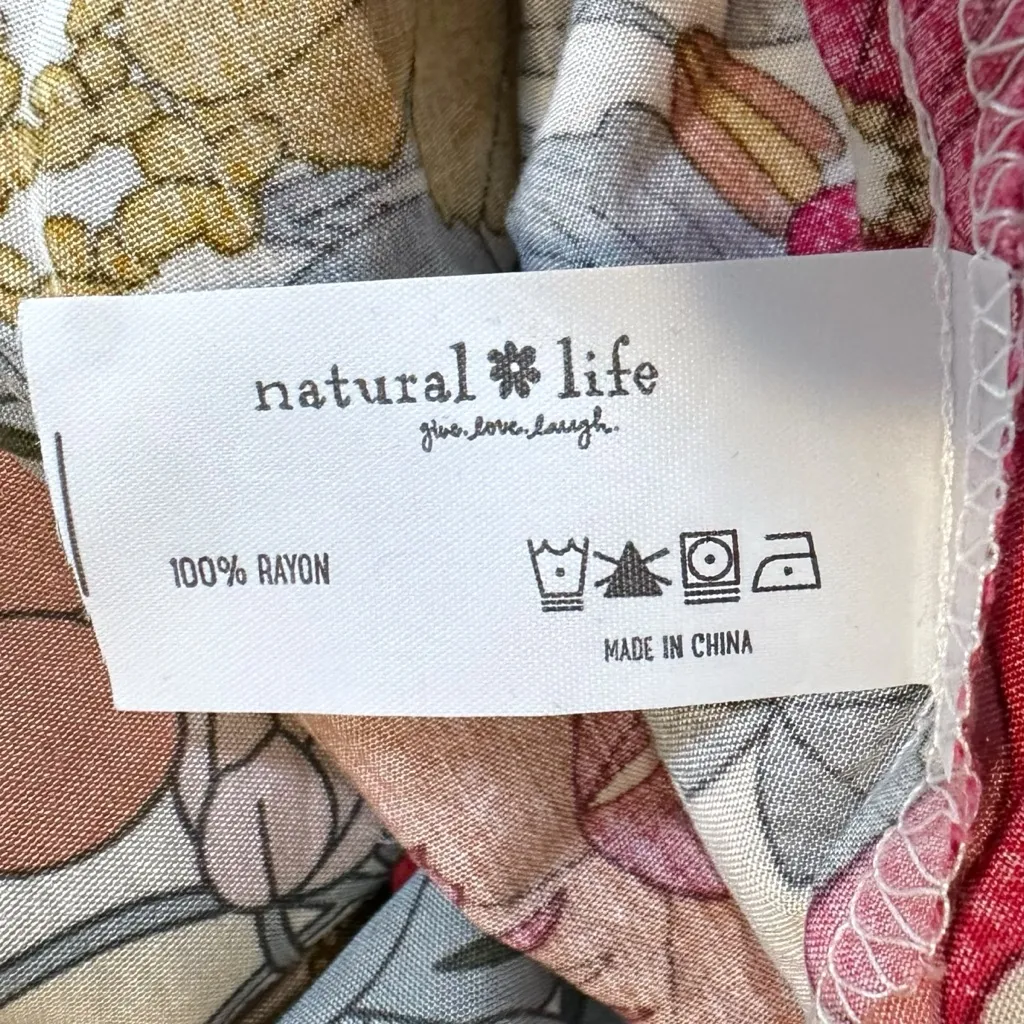 natural life
give. love. laugh.
100% RAYON
MADE IN CHINA